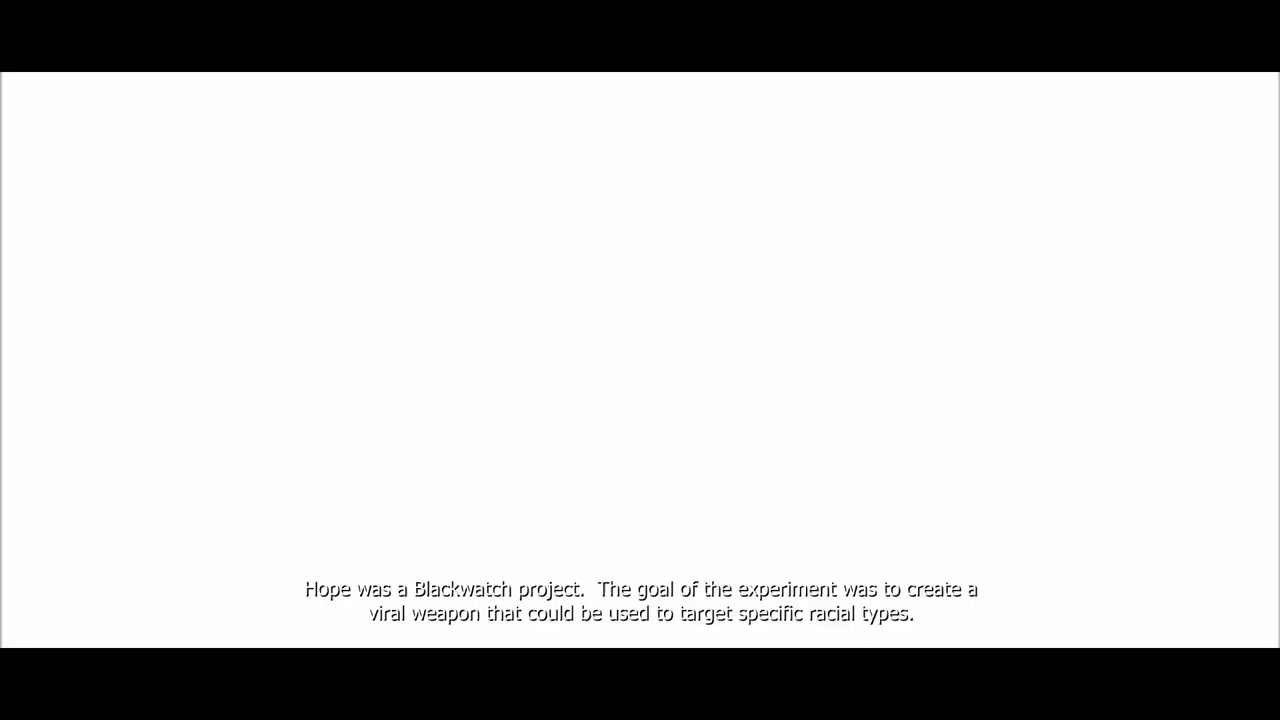 Hope was a Blackwatch project.  The goal of the experiment was to create a
viral weapon that could be used to target specific racial types.